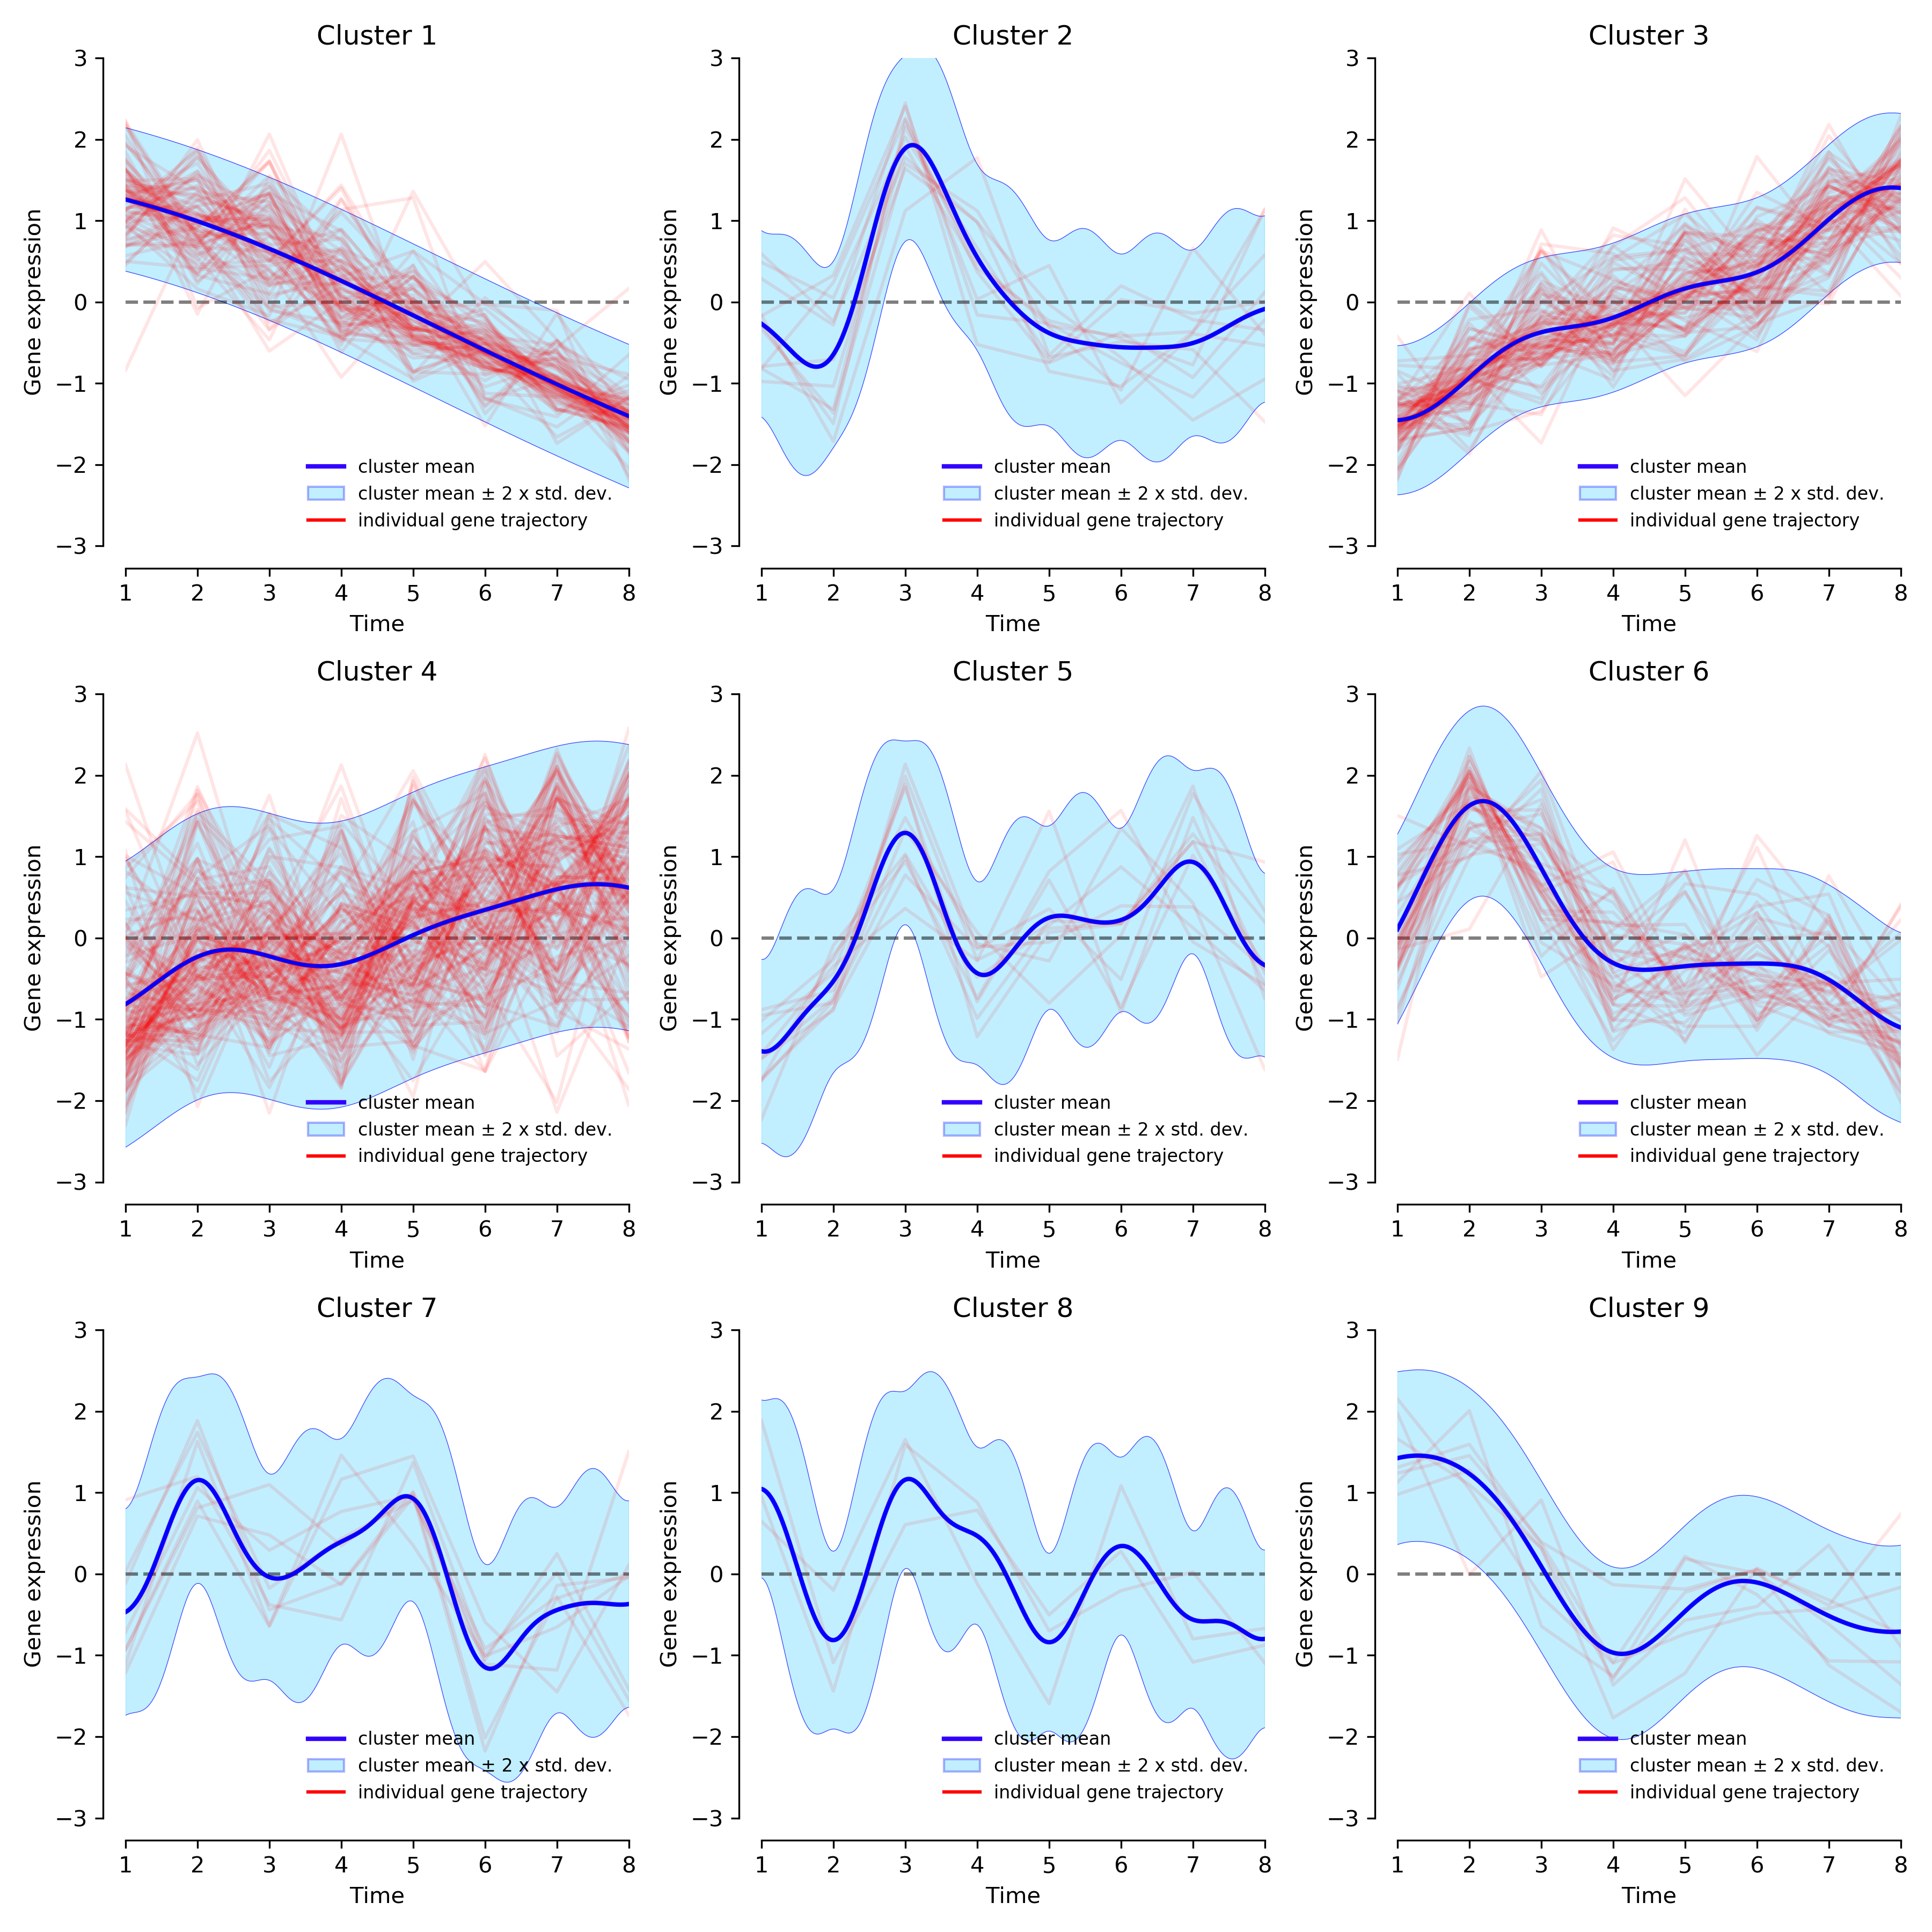 Cluster 1
Gene expression
3
2
1
0
−1
−2
−3
cluster mean
cluster mean ± 2 x std. dev.
individual gene trajectory
1 2 3 4 5 6 7 8
Time
Cluster 2
Gene expression
3
2
1
0
−1
−2
−3
cluster mean
cluster mean ± 2 x std. dev.
individual gene trajectory
1 2 3 4 5 6 7 8
Time
Cluster 3
Gene expression
3
2
1
0
−1
−2
−3
cluster mean
cluster mean ± 2 x std. dev.
individual gene trajectory
1 2 3 4 5 6 7 8
Time
Cluster 4
Gene expression
3
2
1
0
−1
−2
−3
cluster mean
cluster mean ± 2 x std. dev.
individual gene trajectory
1 2 3 4 5 6 7 8
Time
Cluster 5
Gene expression
3
2
1
0
−1
−2
−3
cluster mean
cluster mean ± 2 x std. dev.
individual gene trajectory
1 2 3 4 5 6 7 8
Time
Cluster 6
Gene expression
3
2
1
0
−1
−2
−3
cluster mean
cluster mean ± 2 x std. dev.
individual gene trajectory
1 2 3 4 5 6 7 8
Time
Cluster 7
Gene expression
3
2
1
0
−1
−2
−3
cluster mean
cluster mean ± 2 x std. dev.
individual gene trajectory
1 2 3 4 5 6 7 8
Time
Cluster 8
Gene expression
3
2
1
0
−1
−2
−3
cluster mean
cluster mean ± 2 x std. dev.
individual gene trajectory
1 2 3 4 5 6 7 8
Time
Cluster 9
Gene expression
3
2
1
0
−1
−2
−3
cluster mean
cluster mean ± 2 x std. dev.
individual gene trajectory
1 2 3 4 5 6 7 8
Time